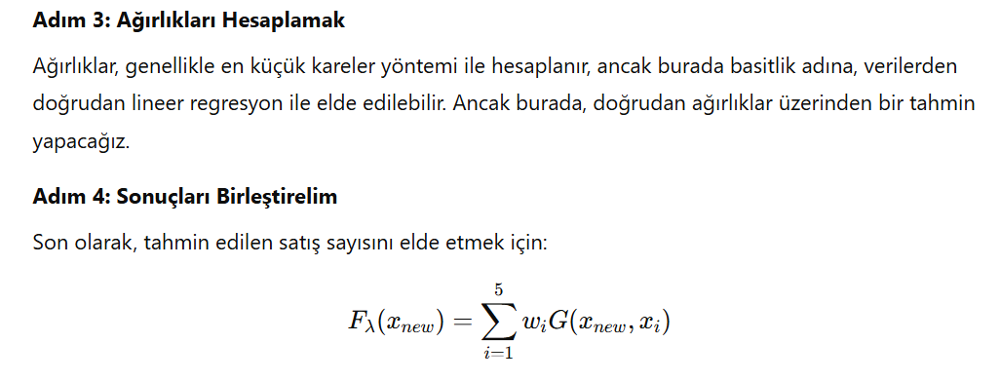 Adım 3: Ağırlıkları Hesaplamak
Ağırlıklar, genellikle en küçük kareler yöntemi ile hesaplanır, ancak burada basitlik adına, verilerden
doğrudan lineer regresyon ile elde edilebilir. Ancak burada, doğrudan ağırlıklar üzerinden bir tahmin
yapacağız.
Adım 4: Sonuçları Birleştirelim
Son olarak, tahmin edilen satış sayısını elde etmek için:
F_λ(x_{new}) = \sum_{i=1}^{5} w_i G(x_{new}, x_i)